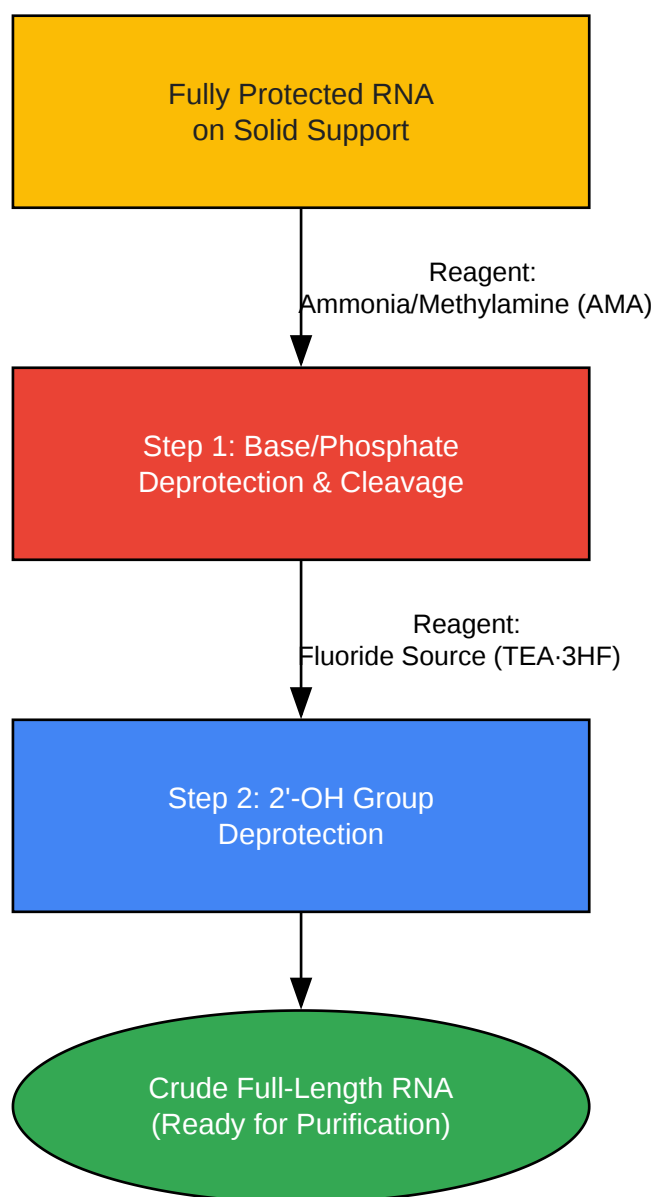 Fully Protected RNA
on Solid Support
Reagent:
Ammonia/Methylamine (AMA)
Step 1: Base/Phosphate
Deprotection & Cleavage
Reagent:
Fluoride Source (TEA·3HF)
Step 2: 2'-OH Group
Deprotection
Crude Full-Length RNA
(Ready for Purification)